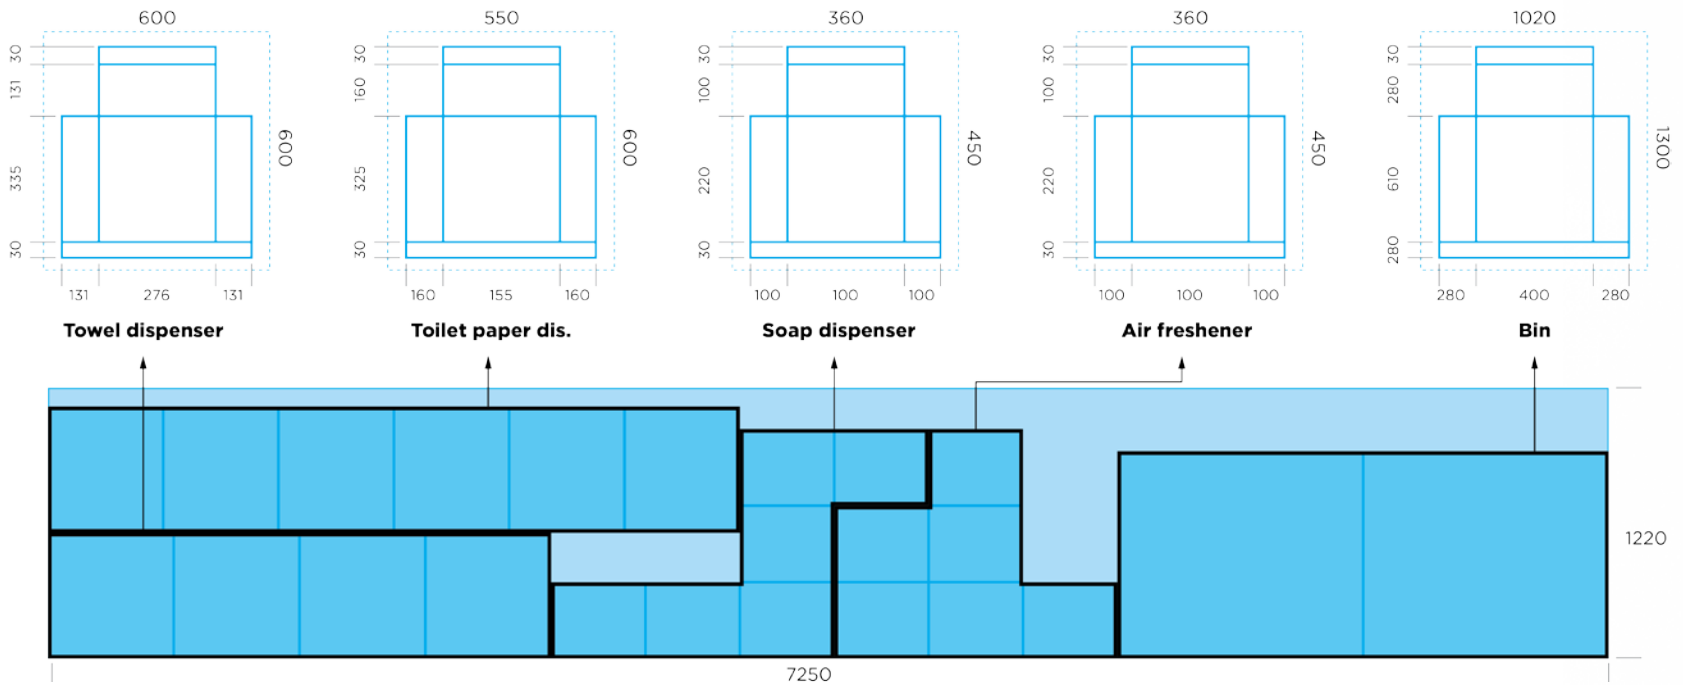 600 550 360 360 1020
30 30 30 30 30
131 160 100 100 280
600 600 450 450 1300
335 325 220 220 610
30 30 30 30 280
131 276 131 160 155 160 100 100 100 100 100 100 280 400 280
Towel dispenser Toilet paper dis. Soap dispenser Air freshener Bin
1220
7250